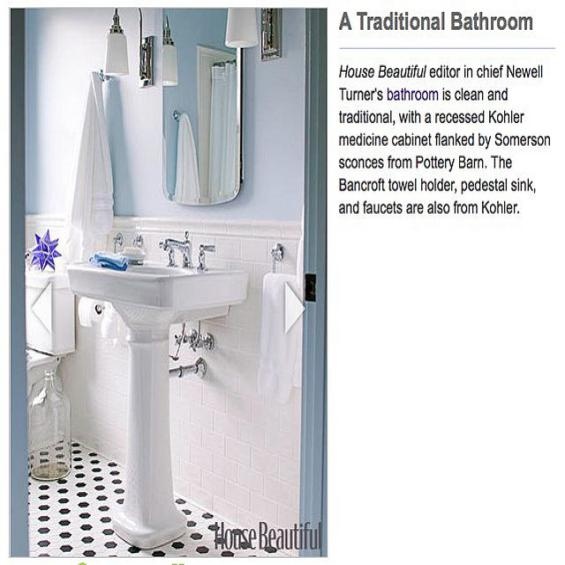 A Traditional Bathroom
House Beautiful editor in chief Newell
Turner's bathroom is clean and
traditional, with a recessed Kohler
medicine cabinet flanked by Somerson
sconces from Pottery Barn. The
Bancroft towel holder, pedestal sink,
and faucets are also from Kohler.
House Beautiful